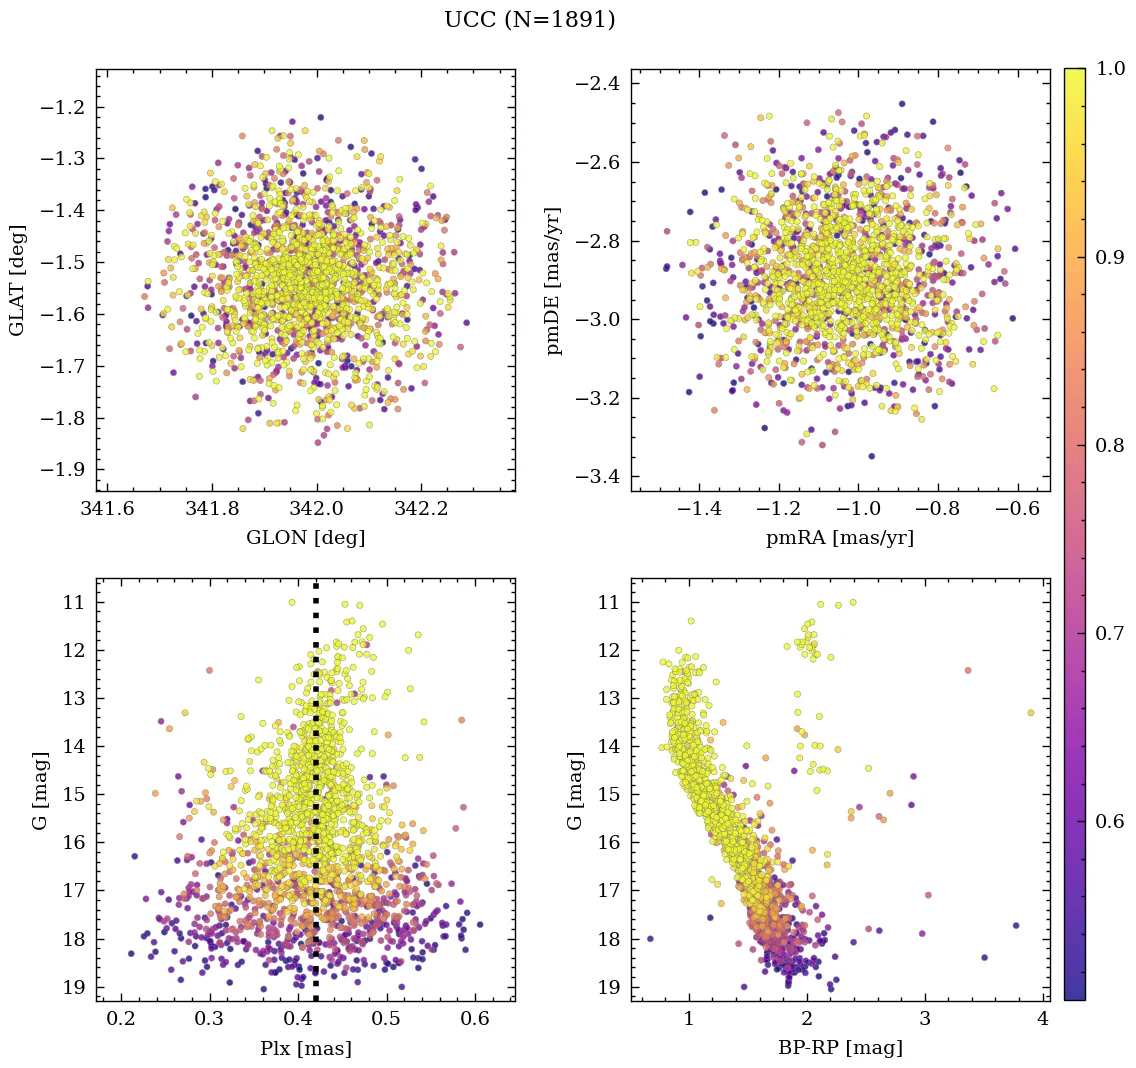 UCC (N=1891)
−1.2
−1.3
−1.4
−1.5
−1.6
−1.7
−1.8
−1.9
GLAT [deg]
341.6 341.8 342.0 342.2
GLON [deg]
−2.4
−2.6
−2.8
−3.0
−3.2
−3.4
pmDE [mas/yr]
−1.4 −1.2 −1.0 −0.8 −0.6
pmRA [mas/yr]
11
12
13
14
15
16
17
18
19
G [mag]
0.2 0.3 0.4 0.5 0.6
Plx [mas]
11
12
13
14
15
16
17
18
19
G [mag]
1 2 3 4
BP-RP [mag]
1.0
0.9
0.8
0.7
0.6